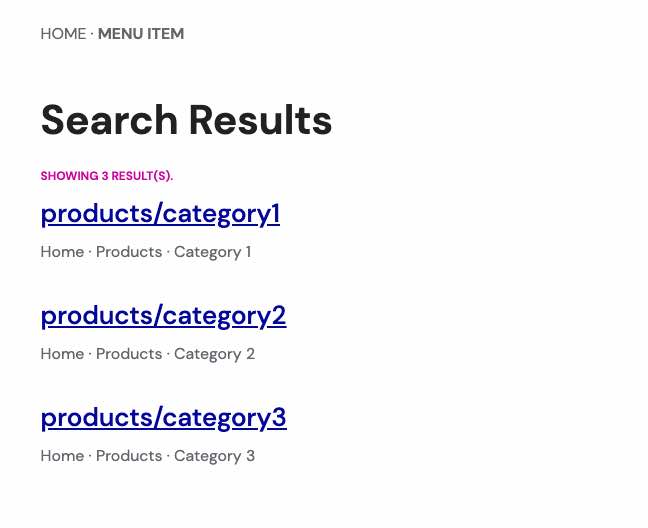 HOME · MENU ITEM
Search Results
SHOWING 3 RESULT(S).
products/category1
Home · Products · Category 1
products/category2
Home · Products · Category 2
products/category3
Home · Products · Category 3